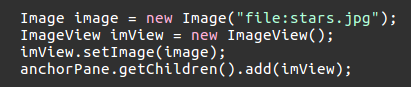 Image image = new Image("file:stars.jpg");
ImageView imView = new ImageView();
imView.setImage(image);
anchorPane.getChildren().add(imView);